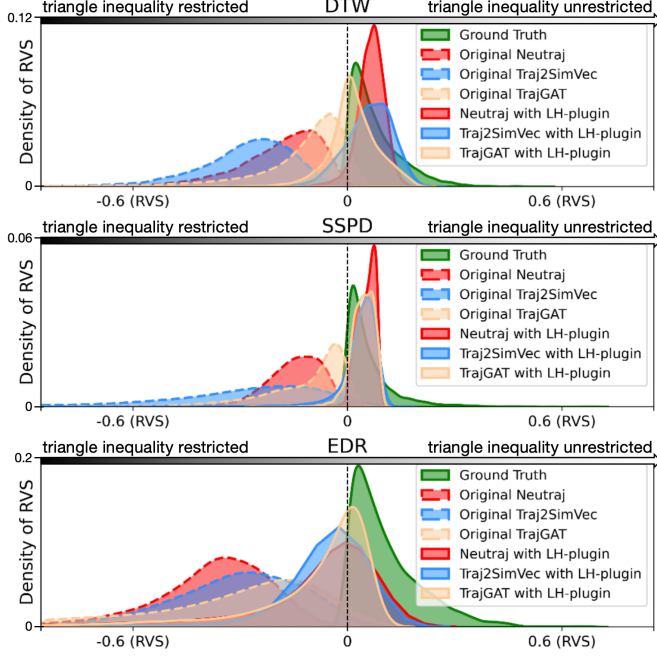 triangle inequality restricted DTW triangle inequality unrestricted
0.12
Ground Truth
Original Neutraj
Original Traj2SimVec
Original TrajGAT
Neutraj with LH-plugin
Traj2SimVec with LH-plugin
TrajGAT with LH-plugin
Density of RVS
0
-0.6 (RVS) 0 0.6 (RVS)
triangle inequality restricted SSPD triangle inequality unrestricted
0.06
Ground Truth
Original Neutraj
Original Traj2SimVec
Original TrajGAT
Neutraj with LH-plugin
Traj2SimVec with LH-plugin
TrajGAT with LH-plugin
Density of RVS
0
-0.6 (RVS) 0 0.6 (RVS)
triangle inequality restricted EDR triangle inequality unrestricted
0.2
Ground Truth
Original Neutraj
Original Traj2SimVec
Original TrajGAT
Neutraj with LH-plugin
Traj2SimVec with LH-plugin
TrajGAT with LH-plugin
Density of RVS
0
-0.6 (RVS) 0 0.6 (RVS)